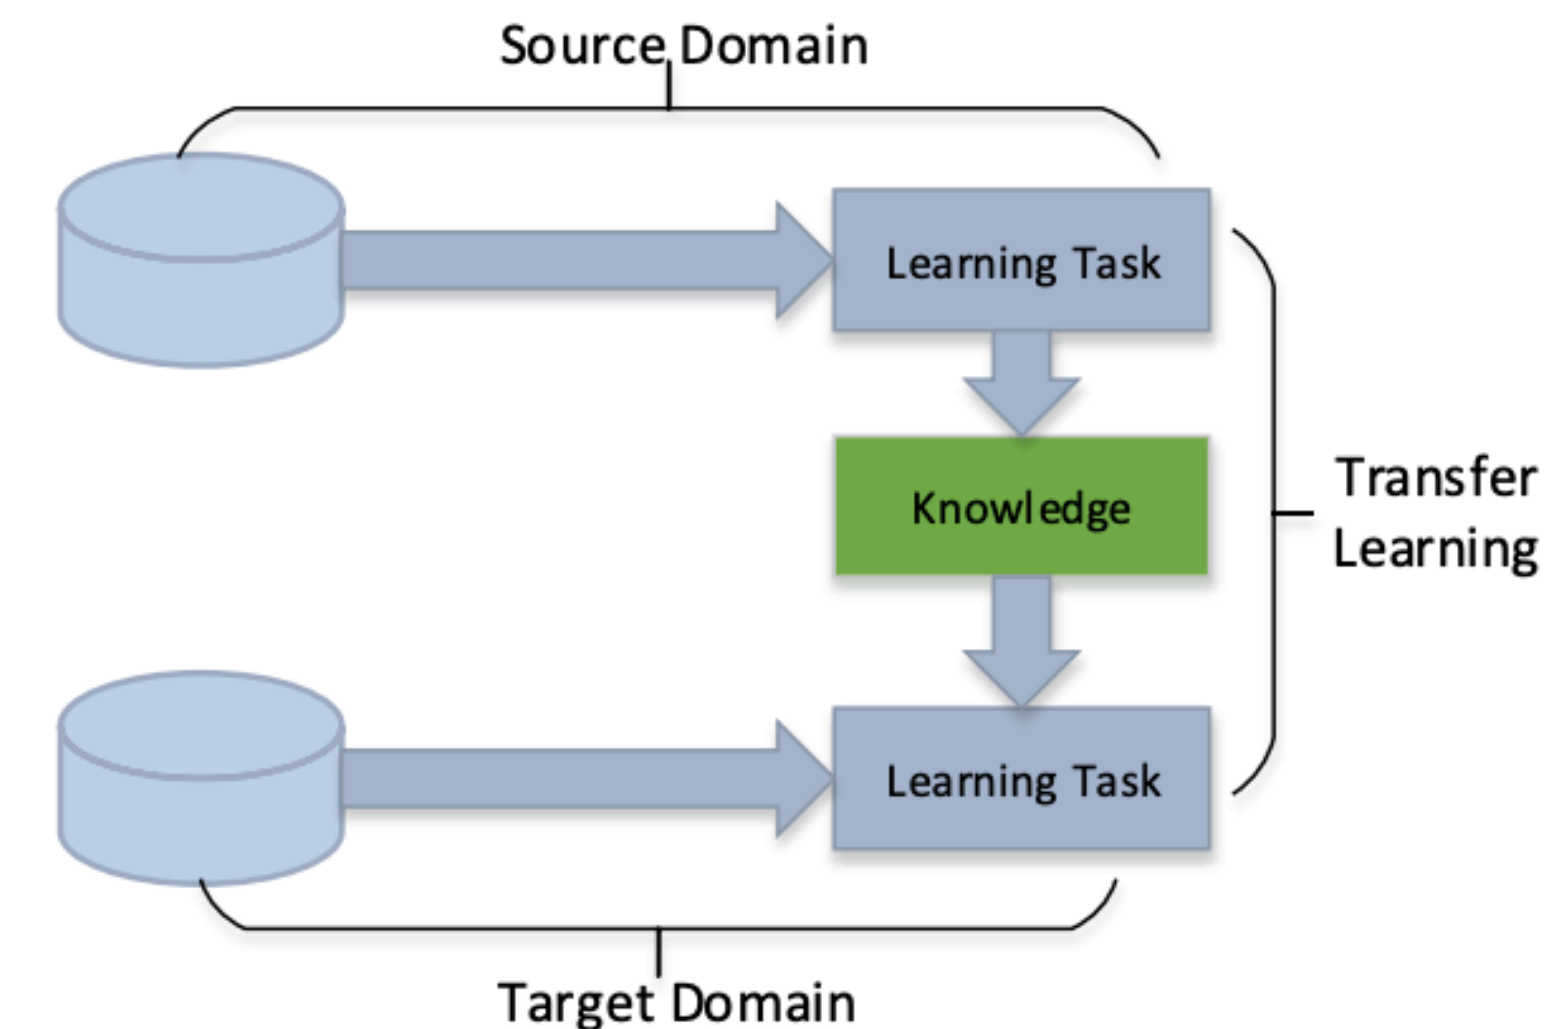 Source Domain
Learning Task
Knowledge
Transfer
Learning
Learning Task
Target Domain